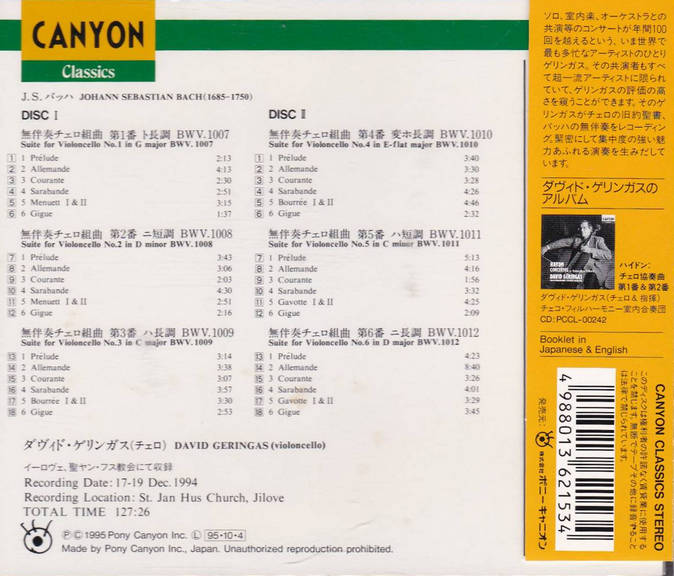 CANYON
Classics
J.S. バッハ JOHANN SEBASTIAN BACH (1685-1750)
DISC I
無伴奏チェロ組曲 第1番 ト長調 BWV.1007
Suite for Violoncello No.1 in G major BWV.1007
1 1 Prélude 2:13
2 2 Allemande 4:13
3 3 Courante 2:30
4 4 Sarabande 2:51
5 5 Menuett I & II 3:15
6 6 Gigue 1:37
無伴奏チェロ組曲 第2番 ニ短調 BWV.1008
Suite for Violoncello No.2 in D minor BWV.1008
7 1 Prélude 3:43
8 2 Allemande 3:06
9 3 Courante 2:03
10 4 Sarabande 4:30
11 5 Menuett I & II 2:51
12 6 Gigue 2:16
無伴奏チェロ組曲 第3番 ハ長調 BWV.1009
Suite for Violoncello No.3 in C major BWV.1009
13 1 Prélude 3:14
14 2 Allemande 3:38
15 3 Courante 3:07
16 4 Sarabande 3:57
17 5 Bourrée I & II 3:30
18 6 Gigue 2:53
DISC II
無伴奏チェロ組曲 第4番 変ホ長調 BWV.1010
Suite for Violoncello No.4 in E-flat major BWV.1010
1 1 Prélude 3:40
2 2 Allemande 3:30
3 3 Courante 3:28
4 4 Sarabande 4:26
5 5 Bourrée I & II 4:46
6 6 Gigue 2:32
無伴奏チェロ組曲 第5番 ハ短調 BWV.1011
Suite for Violoncello No.5 in C minor BWV.1011
7 1 Prélude 5:13
8 2 Allemande 4:16
9 3 Courante 1:56
10 4 Sarabande 3:32
11 5 Gavotte I & II 4:25
12 6 Gigue 2:09
無伴奏チェロ組曲 第6番 ニ長調 BWV.1012
Suite for Violoncello No.6 in D major BWV.1012
13 1 Prélude 4:23
14 2 Allemande 8:40
15 3 Courante 3:26
16 4 Sarabande 4:01
17 5 Gavotte I & II 3:29
18 6 Gigue 3:45
ダヴィド・ゲリンガス(チェロ) DAVID GERINGAS (violoncello)
イーロヴェ、聖ヤン・フス教会にて収録
Recording Date: 17-19 Dec. 1994
Recording Location: St. Jan Hus Church, Jilove
TOTAL TIME 127:26
Ⓟ Ⓒ 1995 Pony Canyon Inc. Ⓛ 95・10・4
Made by Pony Canyon Inc., Japan. Unauthorized reproduction prohibited.
ソロ、室内楽、オーケストラとの
共演等のコンサートが年間100
回を越えるという、いま世界で
最も多忙なアーティストのひとり
ゲリンガス。その共演者もすべ
て超一流アーティストに限られ
ていて、ゲリンガスの評価の高
さを窺うことができます。そのゲ
リンガスがチェロの旧約聖書、
バッハの無伴奏をレコーディン
グ。緊密にして集中度の強い魅
力あふれる演奏を生みだして
います。
ダヴィド・ゲリンガスの
アルバム
HAYDN
CONCERTOS
DAVID GERINGAS
ハイドン:
チェロ協奏曲
第1番&第2番
ダヴィド・ゲリンガス(チェロ&指揮)
チェコ・フィルハーモニー室内合奏団
CD:PCCL-00242
Booklet in
Japanese & English
4 988013 621534
発売元:
株式会社 ポニーキャニオン
CANYON CLASSICS STEREO
このディスクは権利者の許諾なく賃貸業に使用する
ことを禁じます。無断でテープその他に録音すること
は法律で禁じられています。